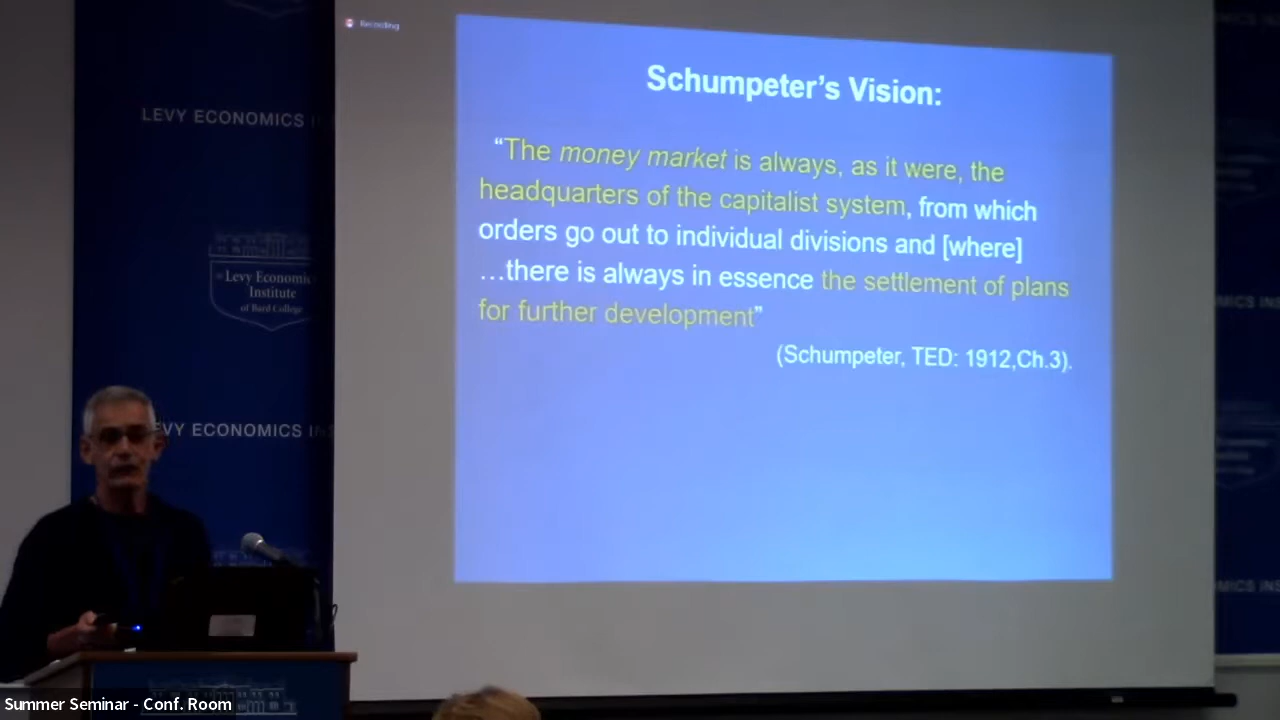 Recording
Schumpeter's Vision:
“The money market is always, as it were, the
headquarters of the capitalist system, from which
orders go out to individual divisions and [where]
…there is always in essence the settlement of plans
for further development”
(Schumpeter, TED: 1912,Ch.3).
LEVY ECONOMICS I
Levy Economics
Institute
of Bard College
EVY ECONOMICS IN
MICS INS
Summer Seminar - Conf. Room